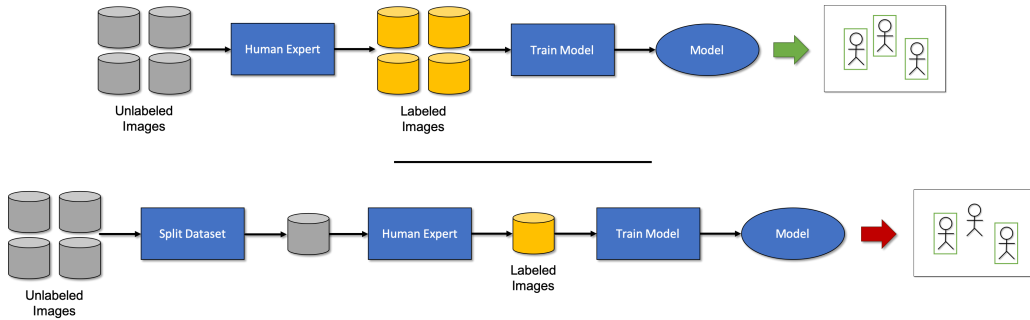 Human Expert
Train Model
Model
Unlabeled
Images
Labeled
Images
Split Dataset
Human Expert
Train Model
Model
Labeled
Images
Unlabeled
Images